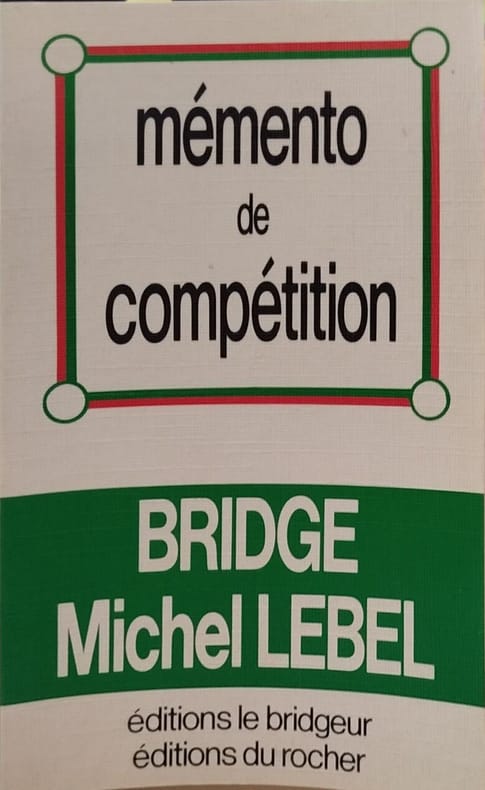 mémento
de
compétition
BRIDGE
Michel LEBEL
éditions le bridgeur
éditions du rocher